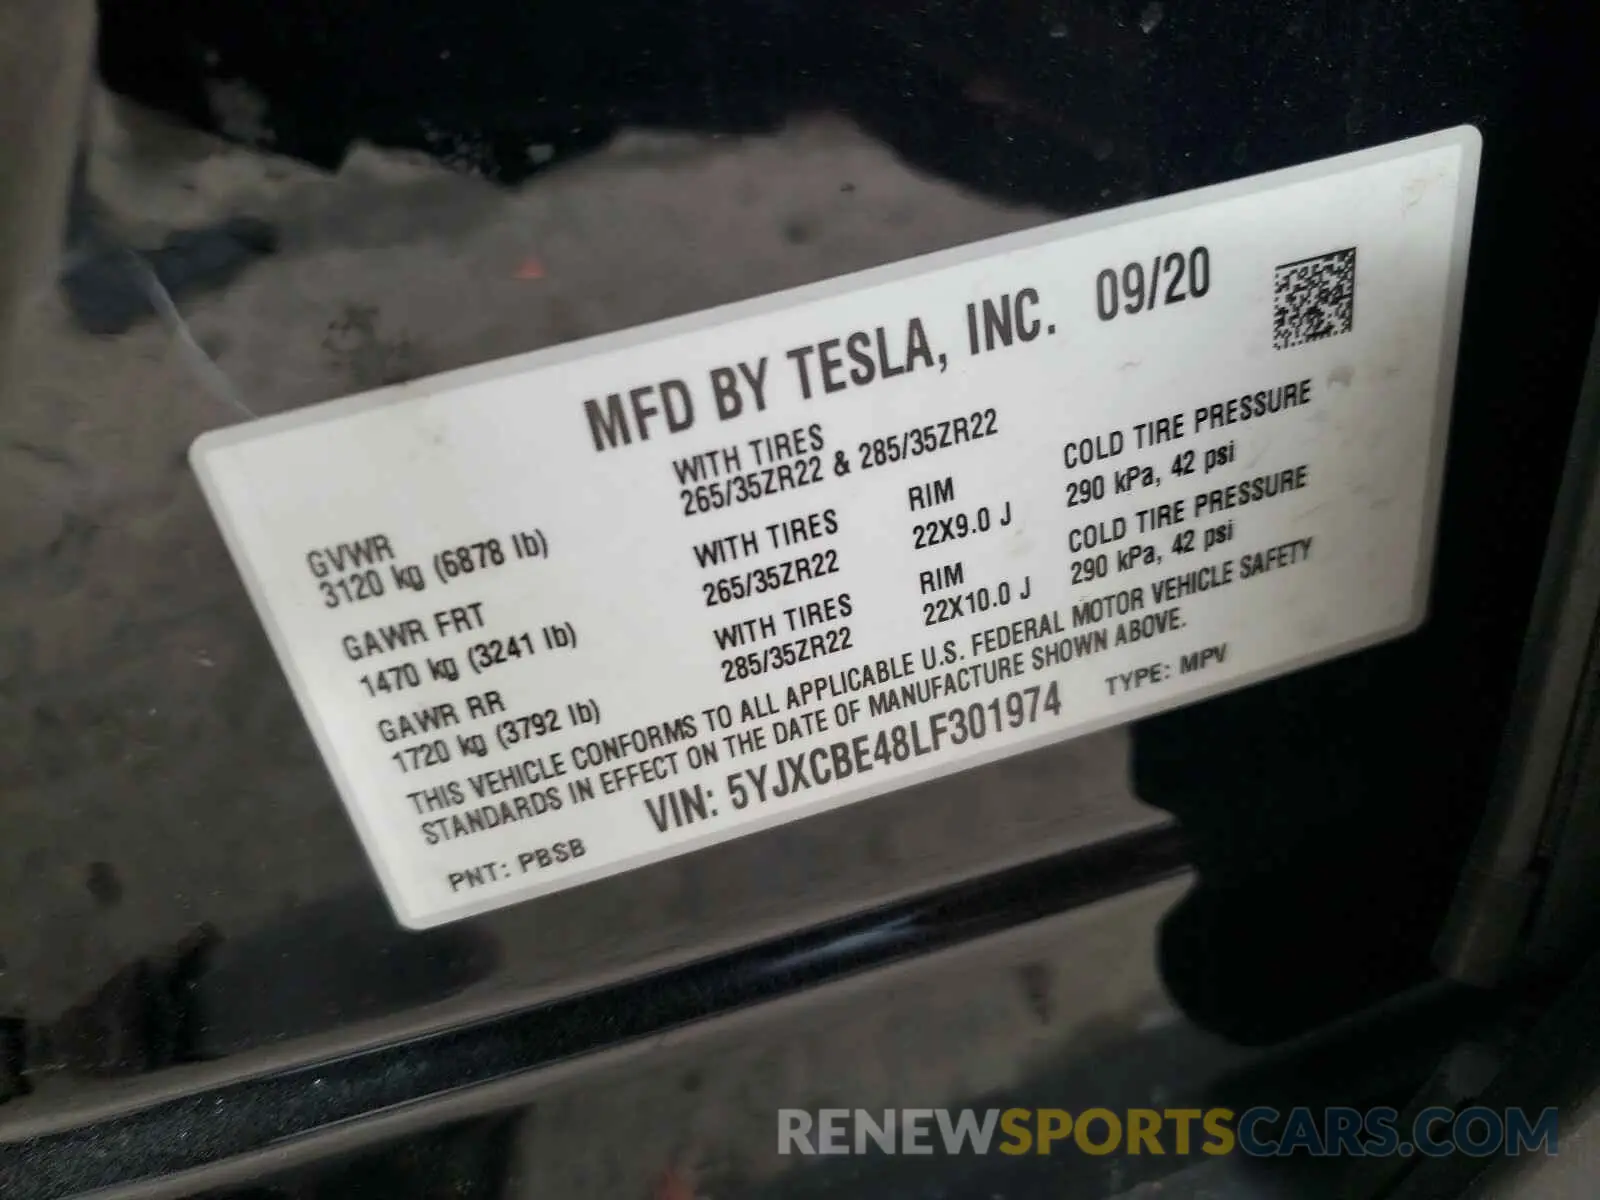 MFD BY TESLA, INC. 09/20
GVWR
3120 kg (6878 lb)
WITH TIRES
265/35ZR22 & 285/35ZR22
GAWR FRT
1470 kg (3241 lb)
WITH TIRES
265/35ZR22
RIM
22X9.0 J
COLD TIRE PRESSURE
290 kPa, 42 psi
GAWR RR
1720 kg (3792 lb)
WITH TIRES
285/35ZR22
RIM
22X10.0 J
COLD TIRE PRESSURE
290 kPa, 42 psi
THIS VEHICLE CONFORMS TO ALL APPLICABLE U.S. FEDERAL MOTOR VEHICLE SAFETY
STANDARDS IN EFFECT ON THE DATE OF MANUFACTURE SHOWN ABOVE.
VIN: 5YJXCBE48LF301974
TYPE: MPV
PNT: PBSB
RENEWSPORTSCARS.COM